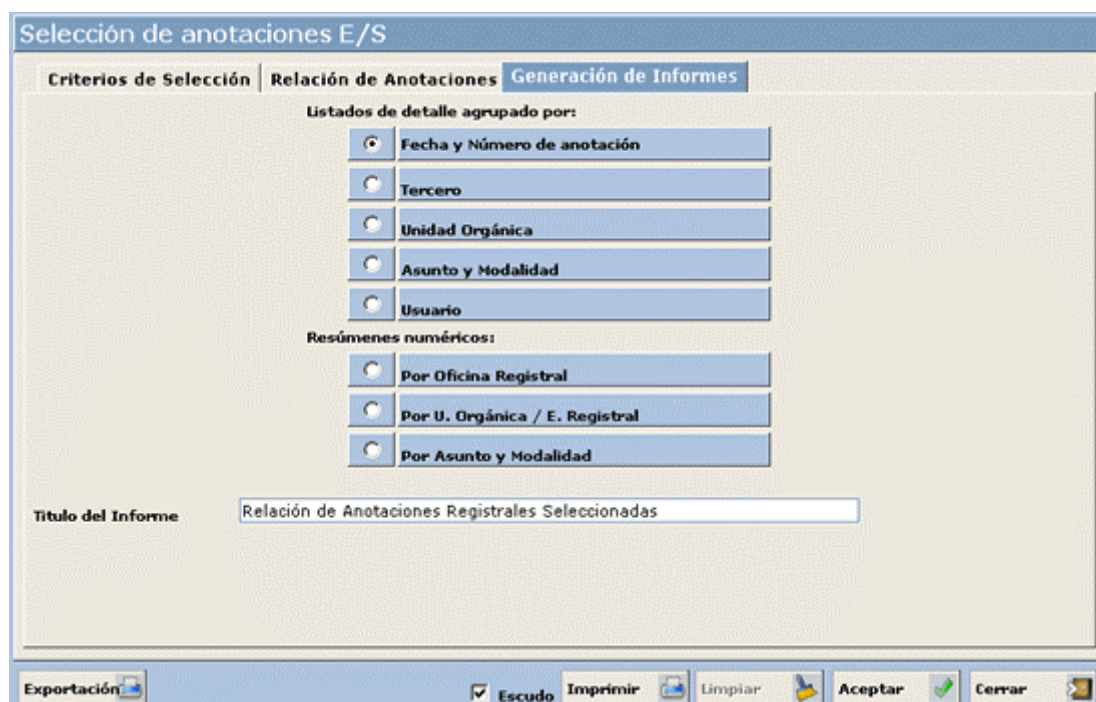 Selección de anotaciones E/S
Criterios de Selección Relación de Anotaciones Generación de Informes
Listados de detalle agrupado por:
Fecha y Número de anotación
Tercero
Unidad Orgánica
Asunto y Modalidad
Usuario
Resúmenes numéricos:
Por Oficina Registral
Por U. Orgánica / E. Registral
Por Asunto y Modalidad
Titulo del Informe Relación de Anotaciones Registrales Seleccionadas
Exportación Escudo Imprimir Limpiar Aceptar Cerrar